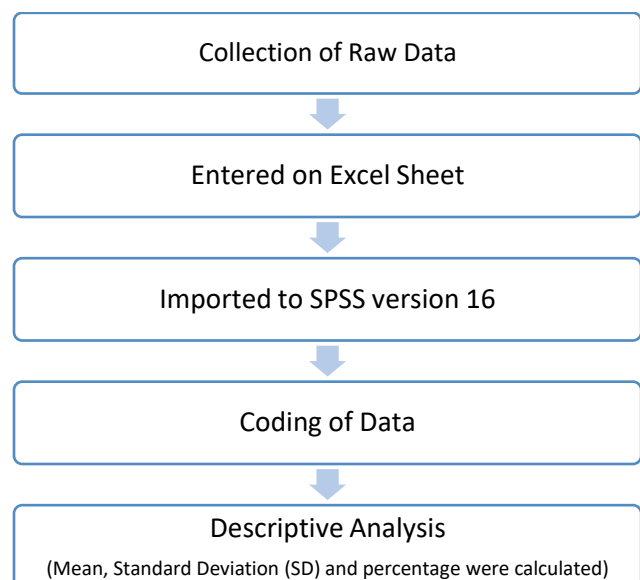 Collection of Raw Data
Entered on Excel Sheet
Imported to SPSS version 16
Coding of Data
Descriptive Analysis
(Mean, Standard Deviation (SD) and percentage were calculated)